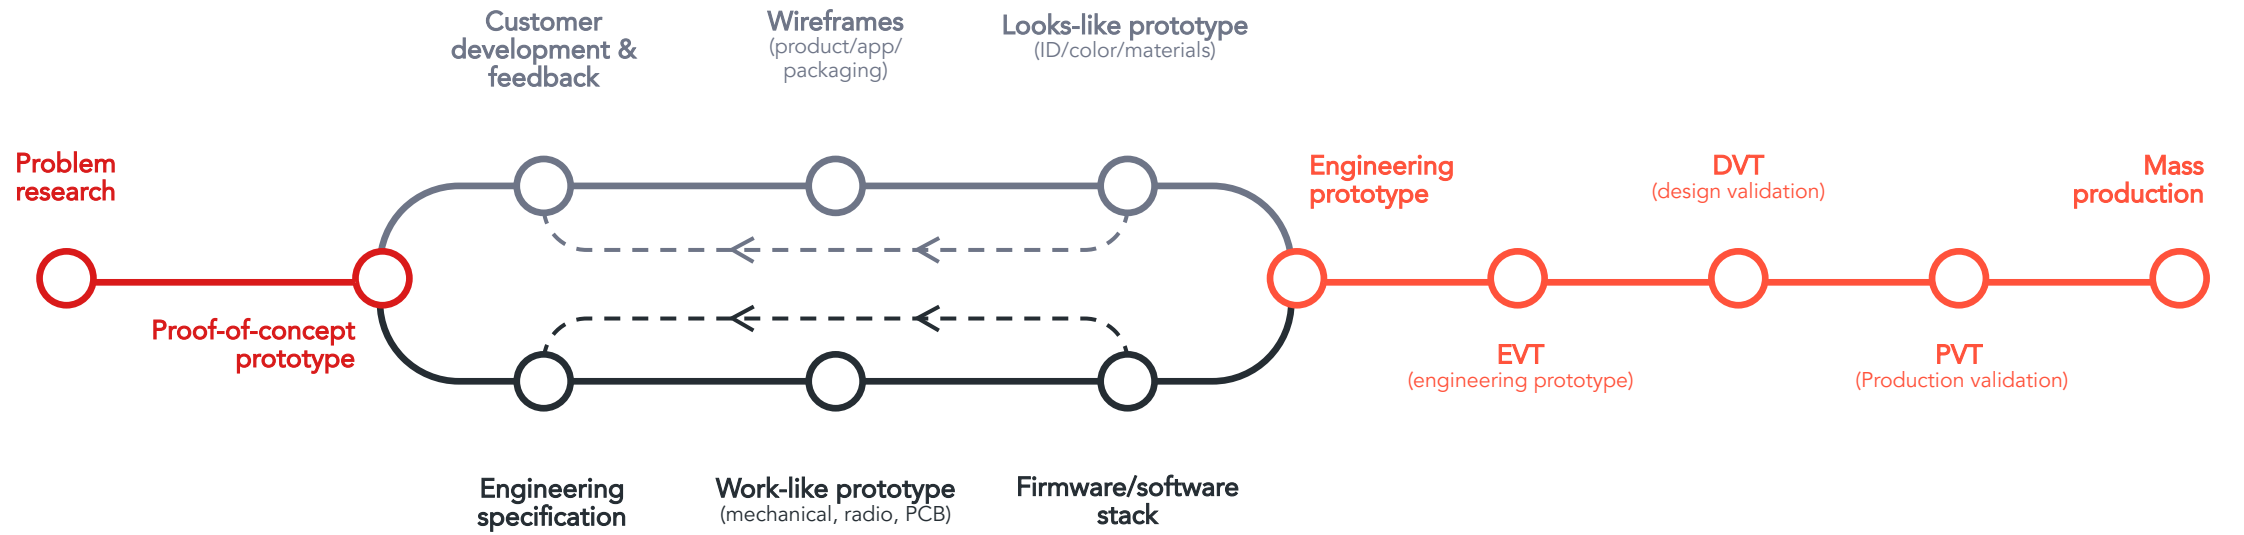 Problem
research
Proof-of-concept
prototype
Customer
development &
feedback
Wireframes
(product/app/
packaging)
Looks-like prototype
(ID/color/materials)
Engineering
specification
Work-like prototype
(mechanical, radio, PCB)
Firmware/software
stack
Engineering
prototype
EVT
(engineering prototype)
DVT
(design validation)
PVT
(Production validation)
Mass
production